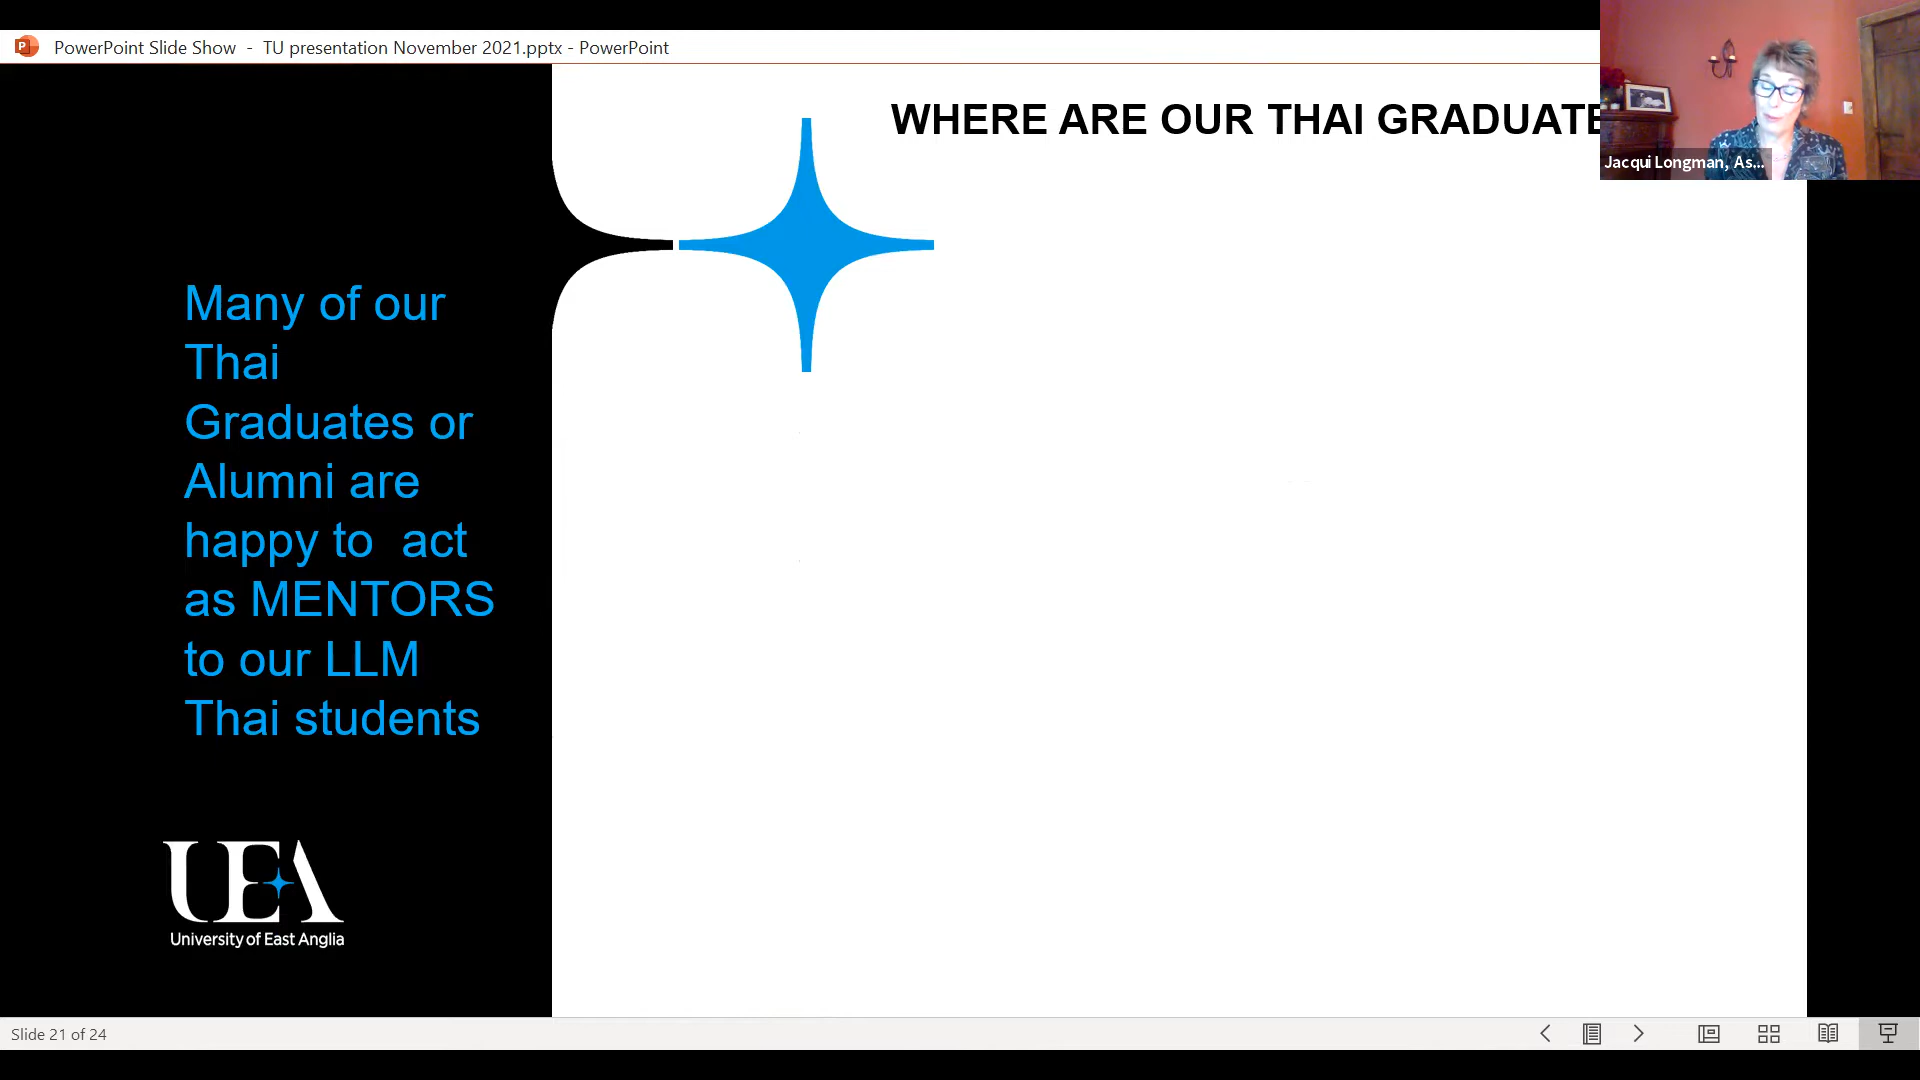 PowerPoint Slide Show - TU presentation November 2021.pptx - PowerPoint
WHERE ARE OUR THAI GRADUATE
Jacqui Longman, As...
Many of our
Thai
Graduates or
Alumni are
happy to act
as MENTORS
to our LLM
Thai students
UEA
University of East Anglia
Slide 21 of 24